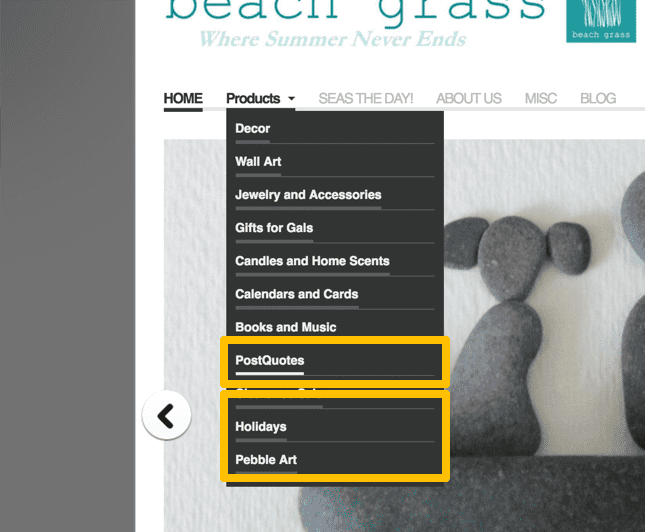 beach grass
Where Summer Never Ends
beach grass
HOME Products SEAS THE DAY! ABOUT US MISC BLOG
Decor
Wall Art
Jewelry and Accessories
Gifts for Gals
Candles and Home Scents
Calendars and Cards
Books and Music
PostQuotes
Holidays
Pebble Art